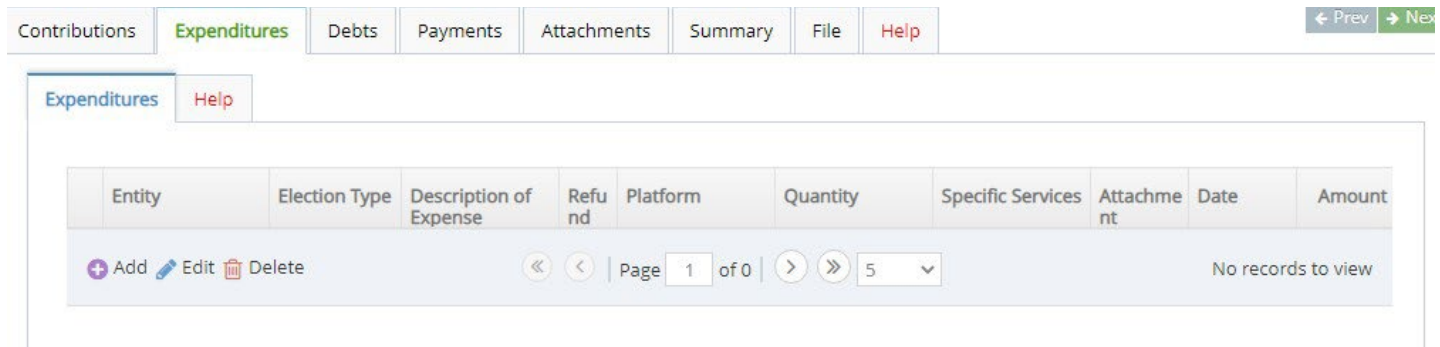 Contributions Expenditures Debts Payments Attachments Summary File Help Prev Nex
Expenditures Help
Entity Election Type Description of Refu Platform Quantity Specific Services Attachme Date Amount
Expense nd nt
Add Edit Delete Page 1 of 0 5 No records to view